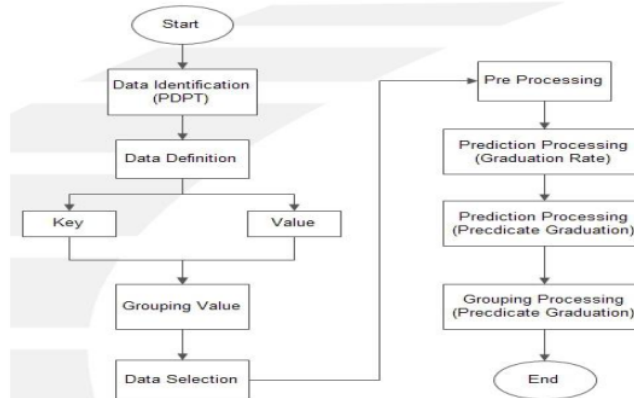 Start
Data Identification
(PDPT)
Data Definition
Key
Value
Grouping Value
Data Selection
Pre Processing
Prediction Processing
(Graduation Rate)
Prediction Processing
(Precdicate Graduation)
Grouping Processing
(Precdicate Graduation)
End